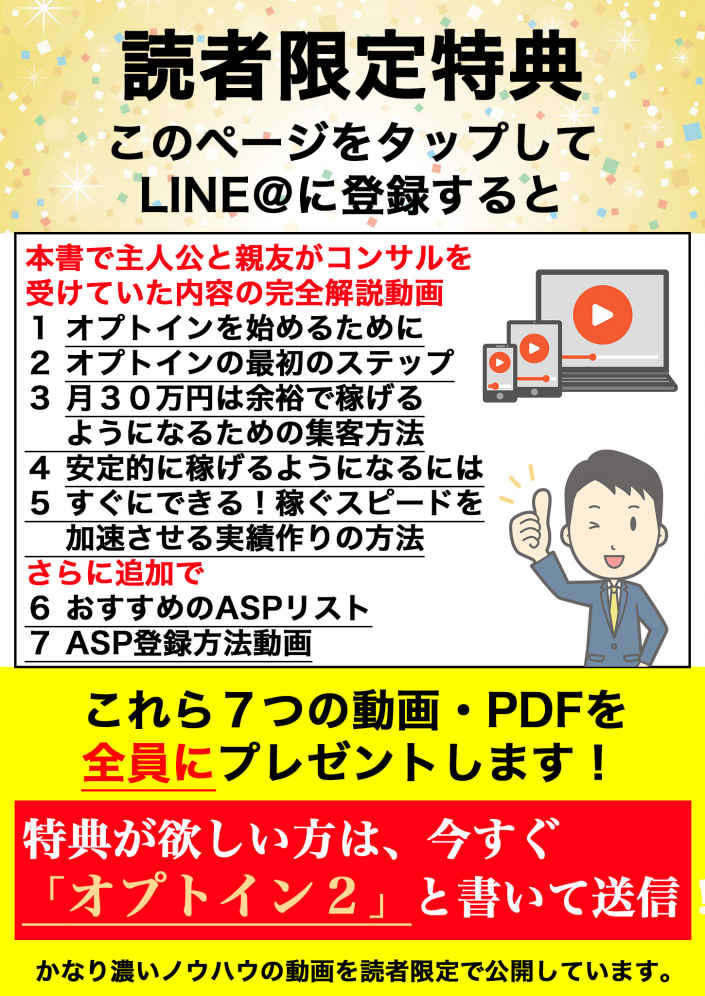 読者限定特典
このページをタップして
LINE@に登録すると
本書で主人公と親友がコンサルを
受けていた内容の完全解説動画
１ オプトインを始めるために
２ オプトインの最初のステップ
３ 月３０万円は余裕で稼げる
ようになるための集客方法
４ 安定的に稼げるようになるには
５ すぐにできる！稼ぐスピードを
加速させる実績作りの方法
さらに追加で
６ おすすめのASPリスト
７ ASP登録方法動画
これら７つの動画・PDFを
全員にプレゼントします！
特典が欲しい方は、今すぐ
「オプトイン２」と書いて送信！
かなり濃いノウハウの動画を読者限定で公開しています。